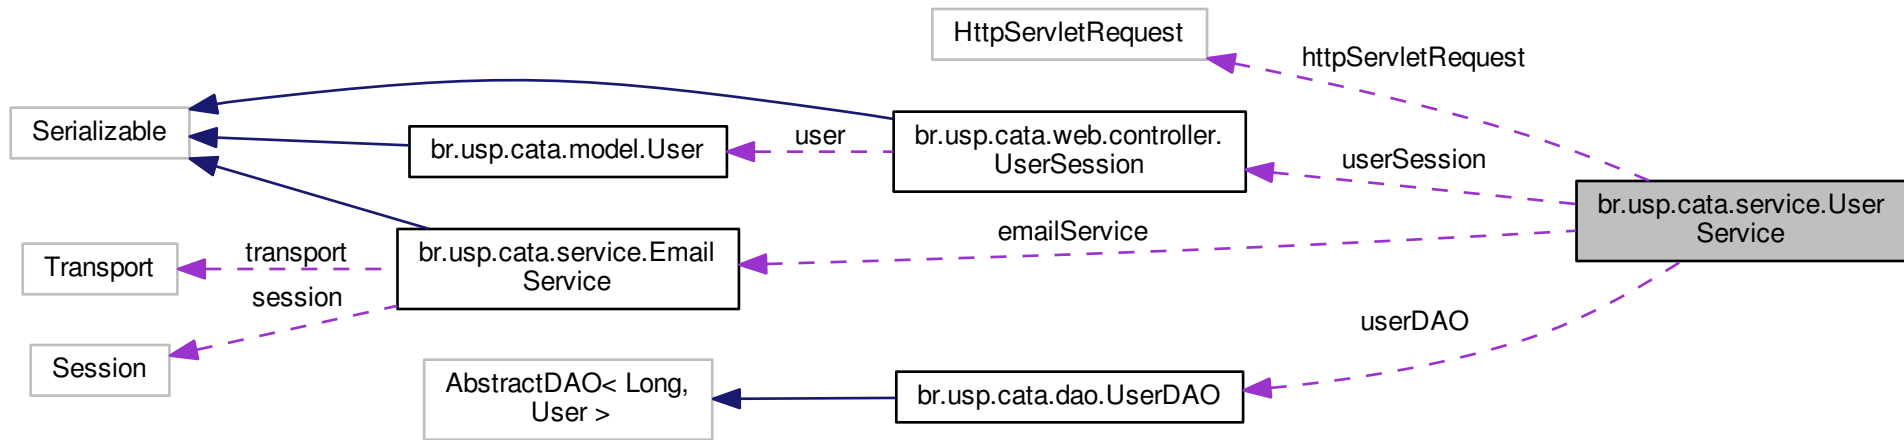 HttpServletRequest
httpServletRequest
Serializable
br.usp.cata.model.User
user
br.usp.cata.web.controller.
UserSession
userSession
br.usp.cata.service.User
Service
emailService
Transport
transport
br.usp.cata.service.Email
Service
session
Session
userDAO
AbstractDAO< Long,
User >
br.usp.cata.dao.UserDAO